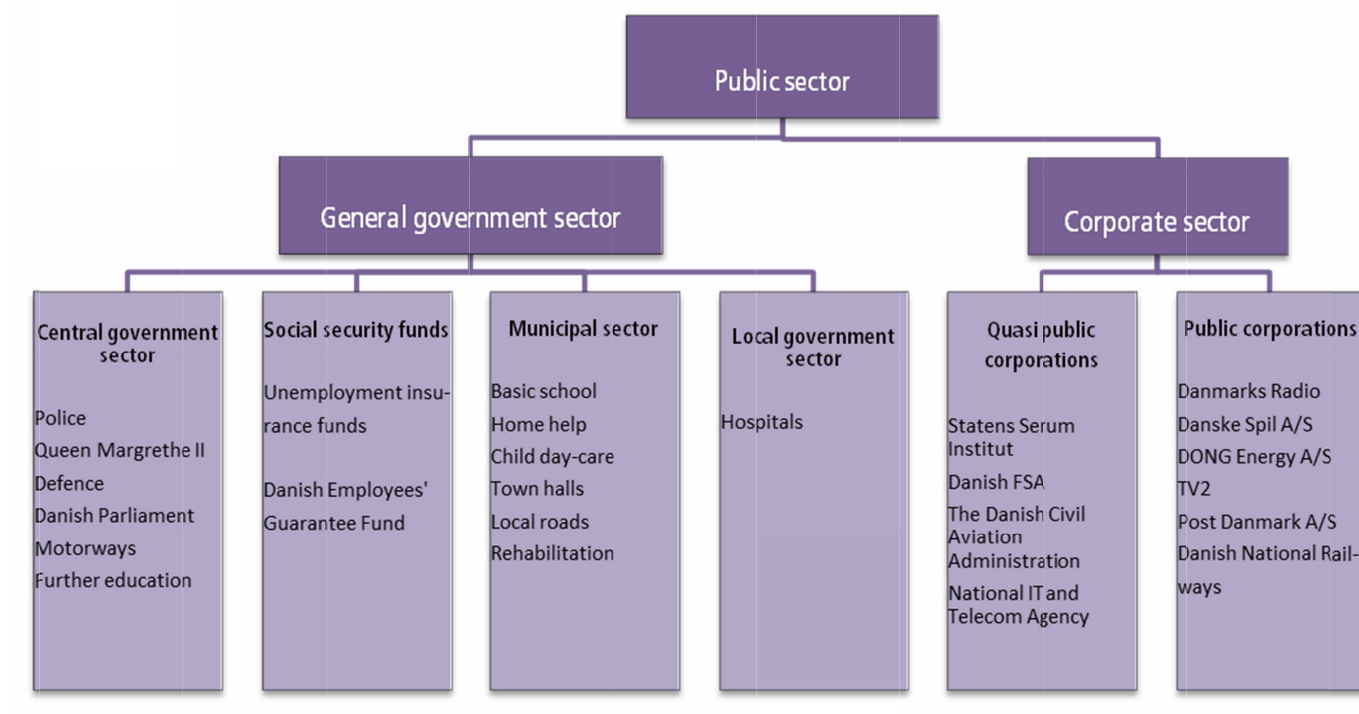 Public sector
General government sector
Corporate sector
Central government
sector
Police
Queen Margrethe II
Defence
Danish Parliament
Motorways
Further education
Social security funds
Unemployment insu-
rance funds
Danish Employees'
Guarantee Fund
Municipal sector
Basic school
Home help
Child day-care
Town halls
Local roads
Rehabilitation
Local government
sector
Hospitals
Quasi public
corporations
Statens Serum
Institut
Danish FSA
The Danish Civil
Aviation
Administration
National IT and
Telecom Agency
Public corporations
Danmarks Radio
Danske Spil A/S
DONG Energy A/S
TV2
Post Danmark A/S
Danish National Rail-
ways